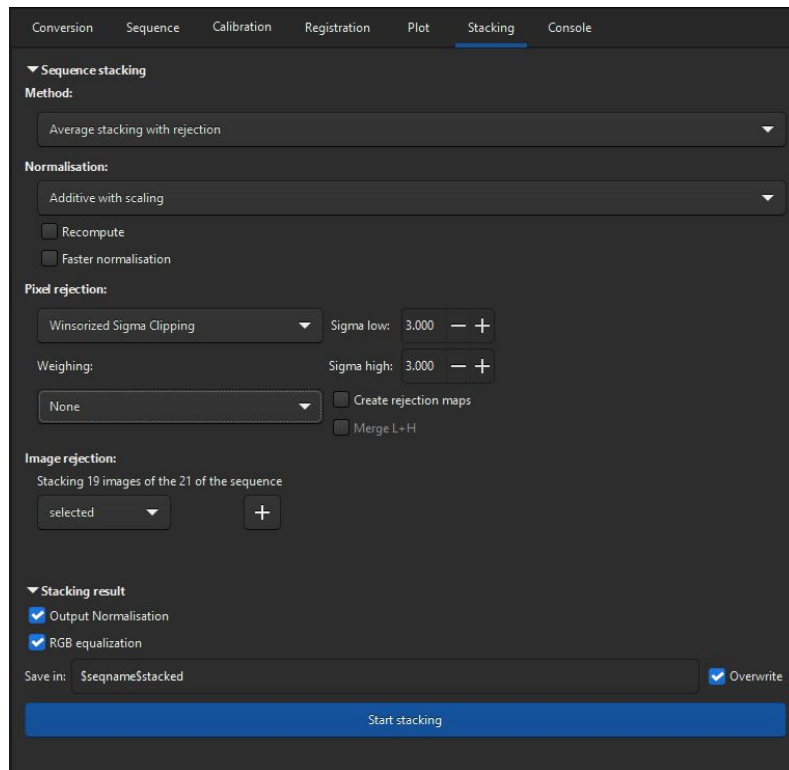 Conversion Sequence Calibration Registration Plot Stacking Console
Sequence stacking
Method:
Average stacking with rejection
Normalisation:
Additive with scaling
Recompute
Faster normalisation
Pixel rejection:
Winsorized Sigma Clipping Sigma low: 3.000 − +
Weighing: Sigma high: 3.000 − +
None Create rejection maps
Merge L+H
Image rejection:
Stacking 19 images of the 21 of the sequence
selected +
Stacking result
Output Normalisation
RGB equalization
Save in: $seqname$stacked Overwrite
Start stacking